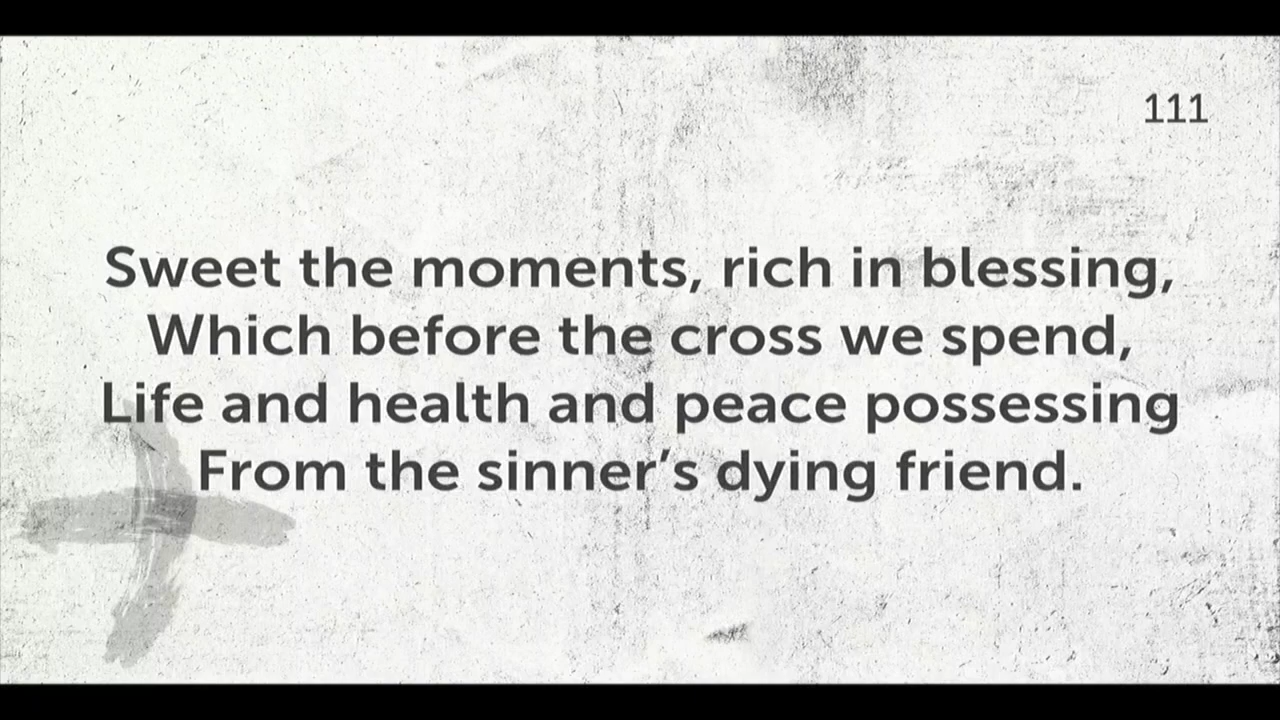 111
Sweet the moments, rich in blessing,
Which before the cross we spend,
Life and health and peace possessing
From the sinner’s dying friend.